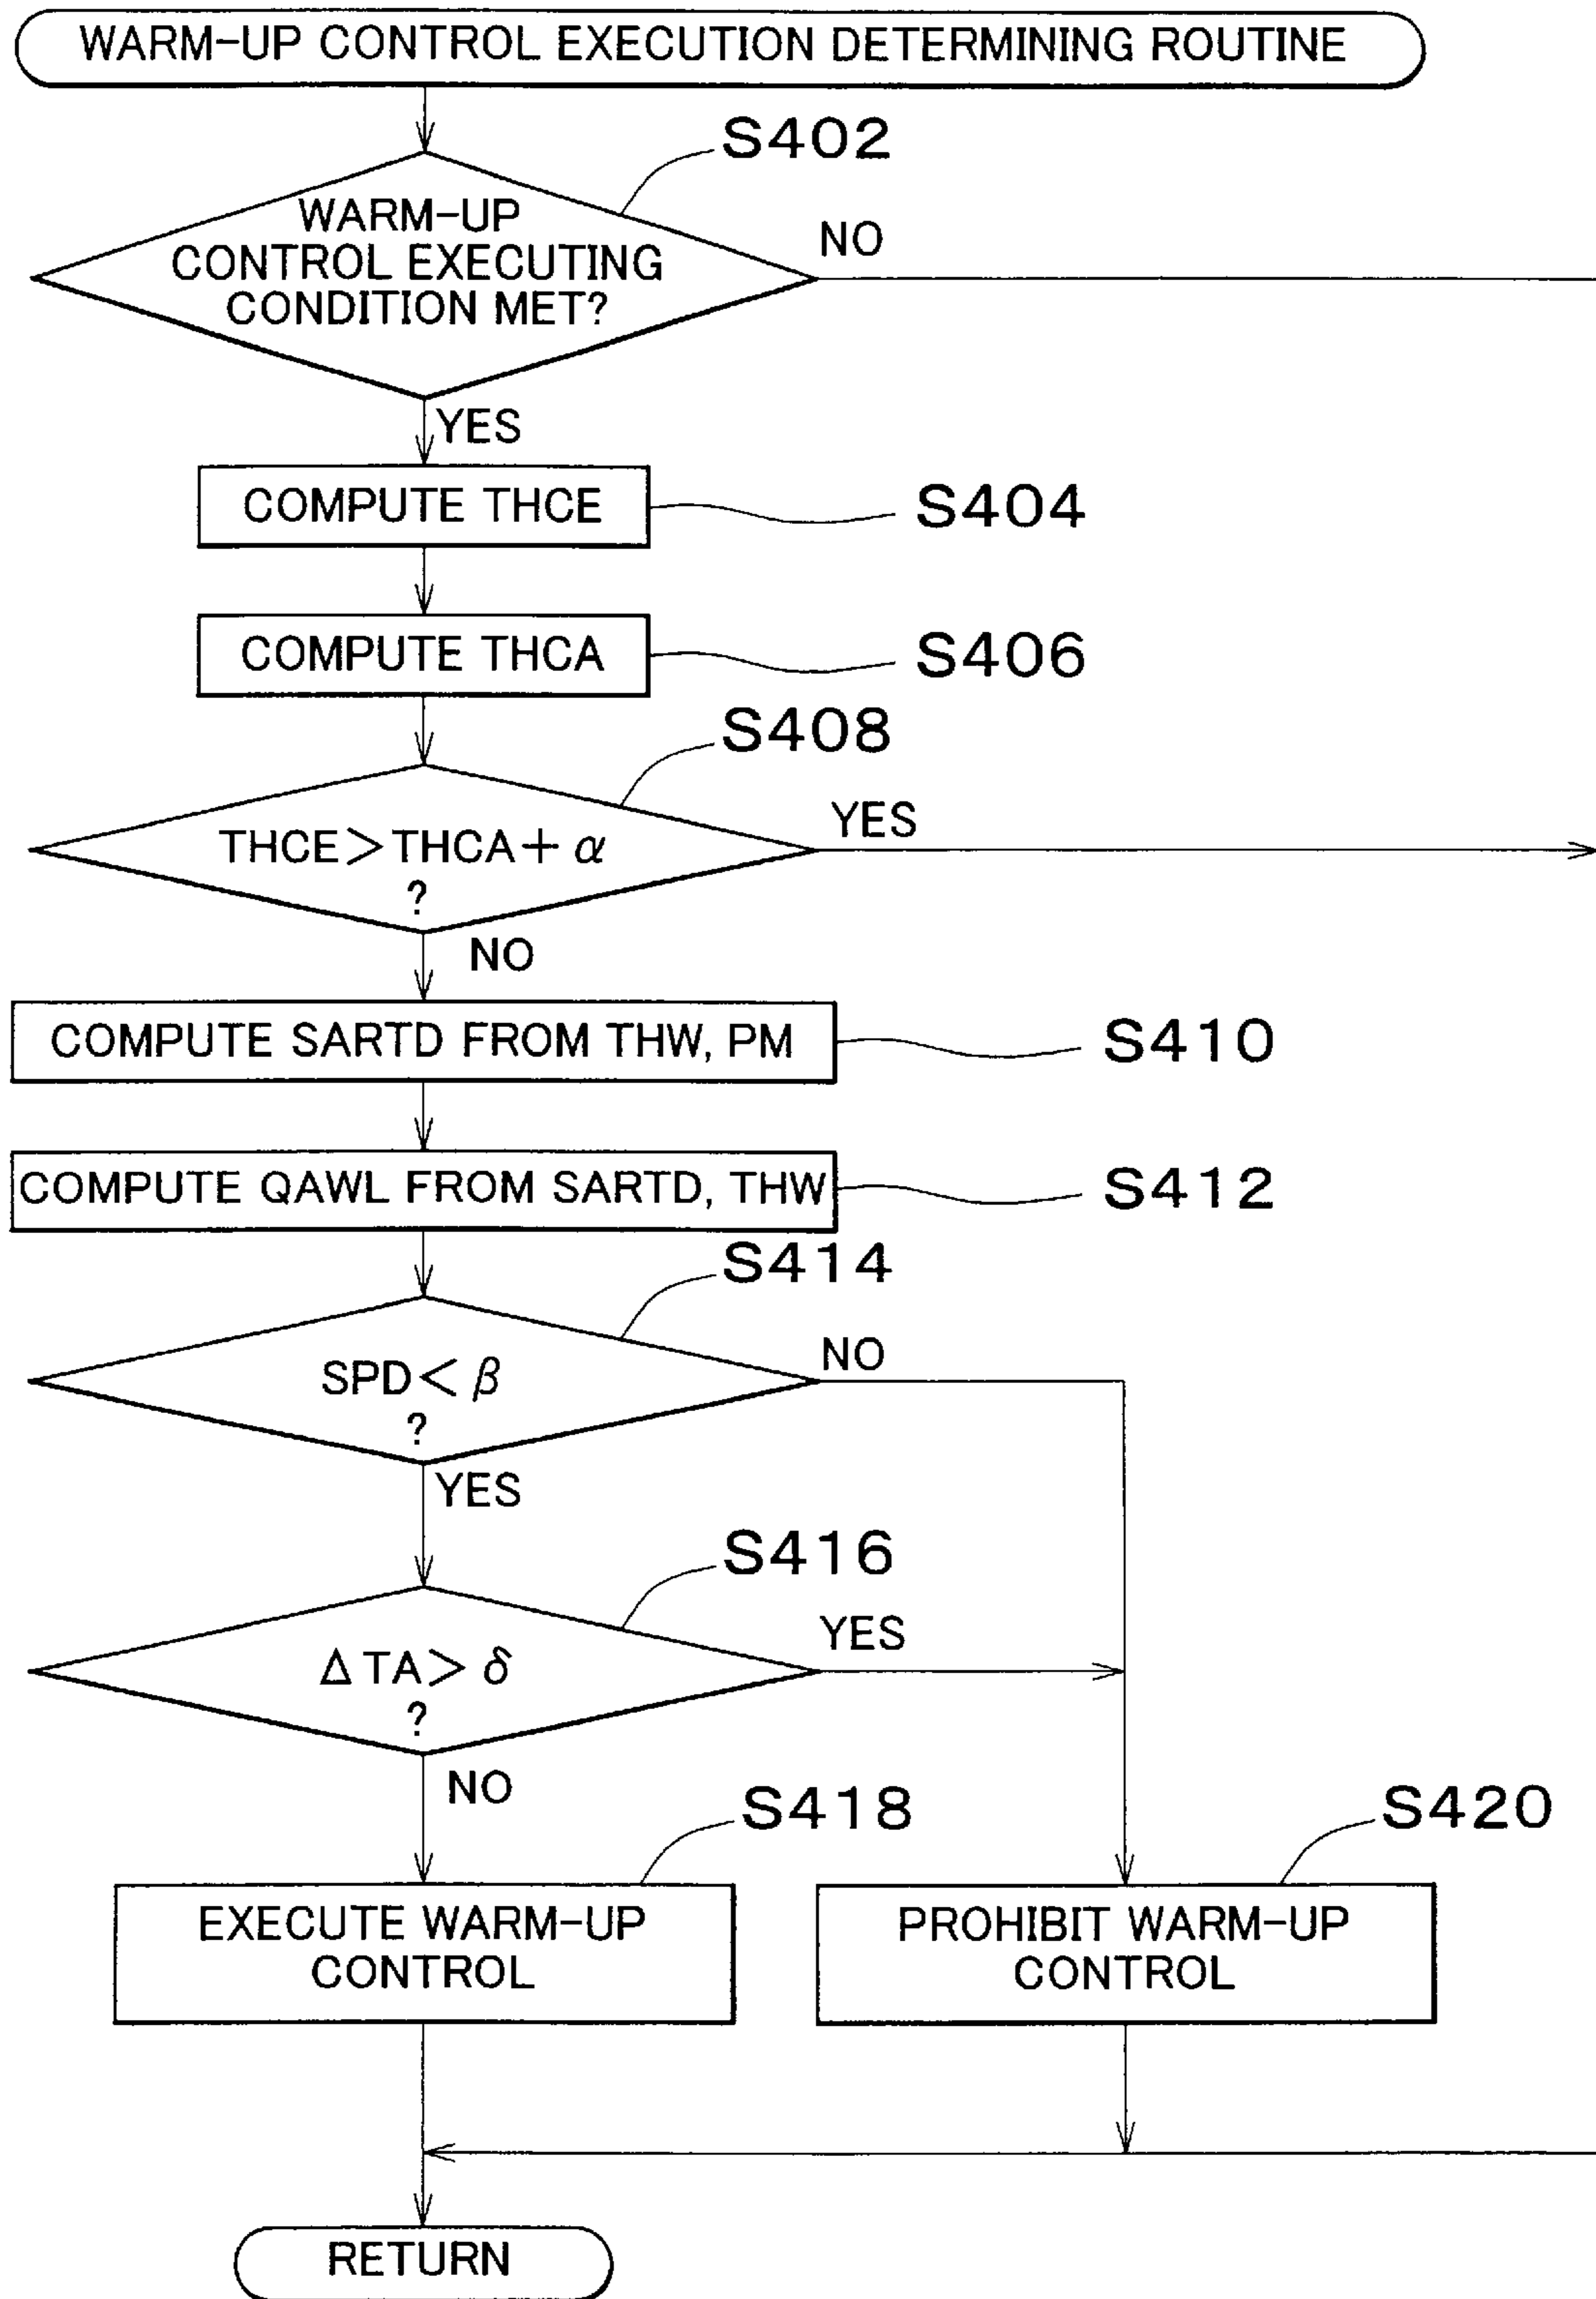 WARM-UP CONTROL EXECUTION DETERMINING ROUTINE
S402
WARM-UP
CONTROL EXECUTING
CONDITION MET?
NO
YES
COMPUTE THCE
S404
COMPUTE THCA
S406
S408
THCE>THCA+α
?
YES
NO
COMPUTE SARTD FROM THW, PM
S410
COMPUTE QAWL FROM SARTD, THW
S412
S414
SPD<β
?
NO
YES
S416
ΔTA>δ
?
YES
NO
S418
S420
EXECUTE WARM-UP
CONTROL
PROHIBIT WARM-UP
CONTROL
RETURN